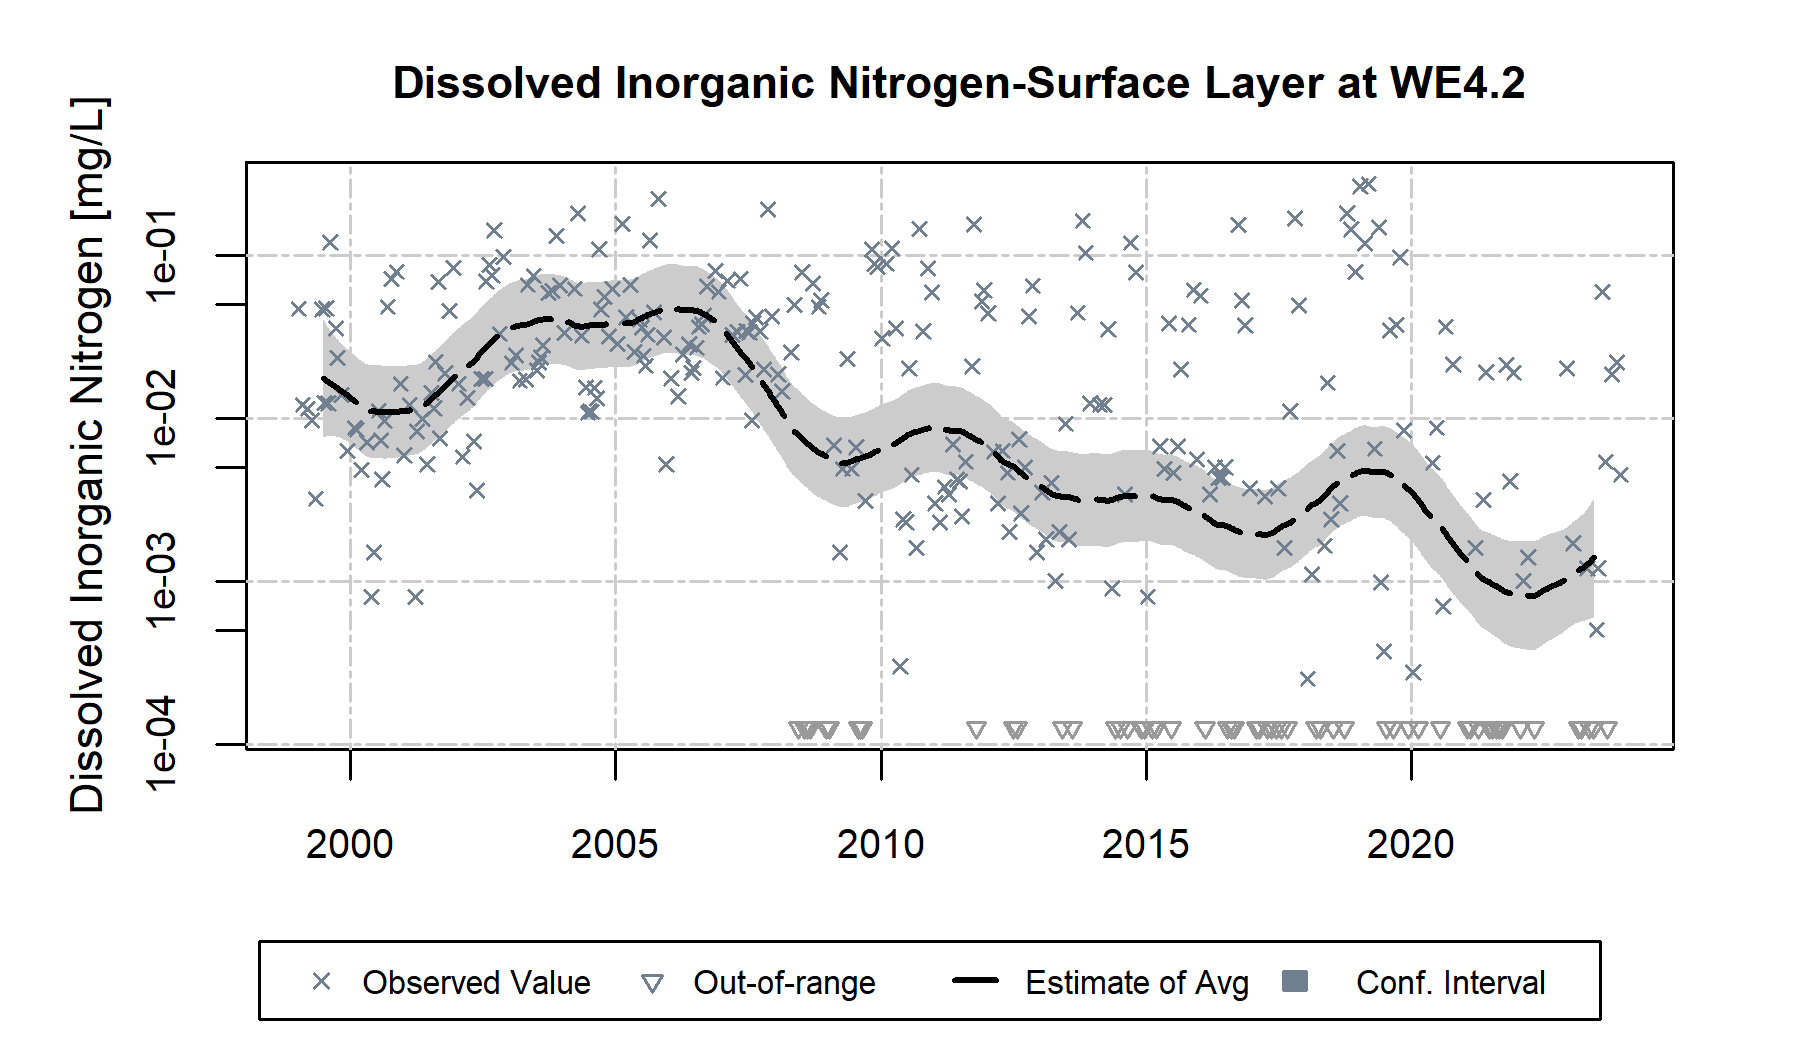 Dissolved Inorganic Nitrogen-Surface Layer at WE4.2
Dissolved Inorganic Nitrogen [mg/L]
1e-01
1e-02
1e-03
1e-04
2000 2005 2010 2015 2020
Observed Value Out-of-range Estimate of Avg Conf. Interval